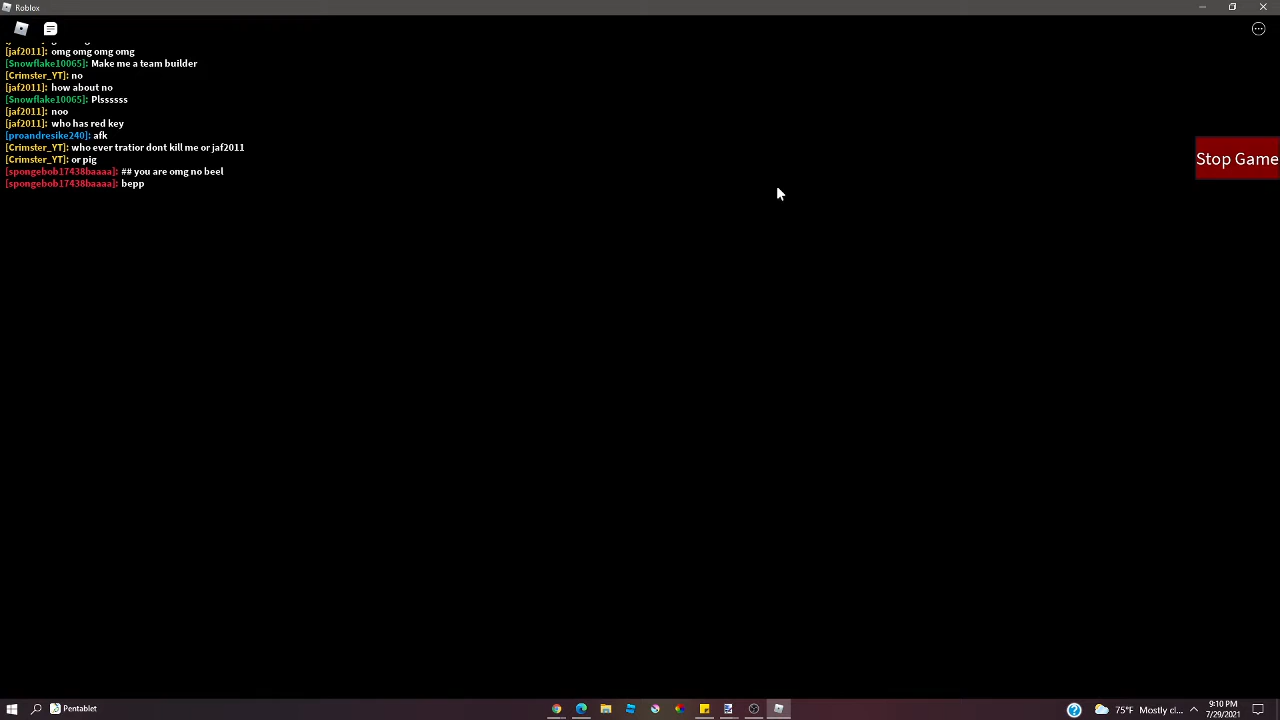 Roblox
[jaf2011]: omg omg omg omg
[Snowflake10065]: Make me a team builder
[Crimster_YT]: no
[jaf2011]: how about no
[Snowflake10065]: Plssssss
[jaf2011]: noo
[jaf2011]: who has red key
[proandresike240]: afk
[Crimster_YT]: who ever tratior dont kill me or jaf2011
[Crimster_YT]: or pig
[spongebob17438baaaa]: ## you are omg no beel
[spongebob17438baaaa]: bepp
Stop Game
Pentablet
75°F Mostly cl...
9:10 PM
7/29/2021